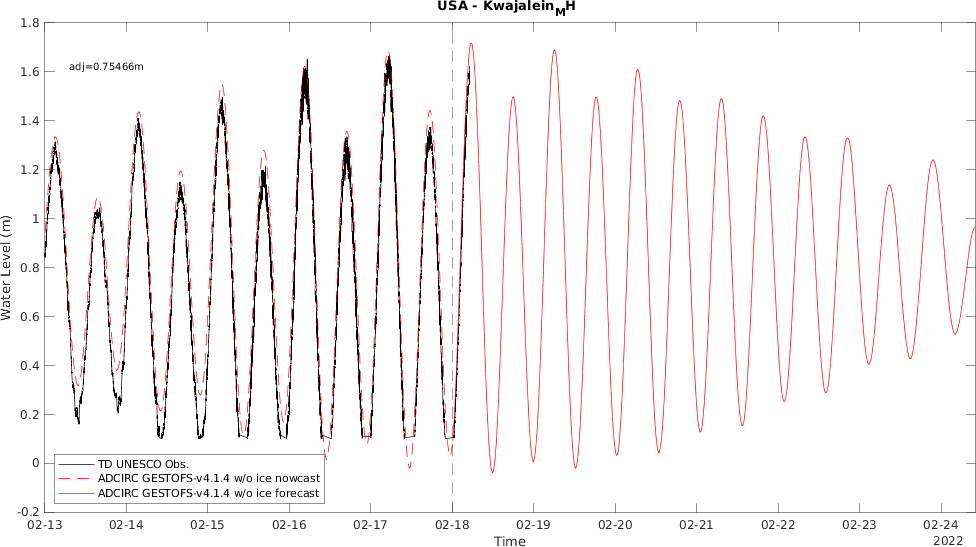 USA - Kwajalein_MH
1.8
1.6
1.4
1.2
1
0.8
0.6
0.4
0.2
0
-0.2
Water Level (m)
adj=0.75466m
TD UNESCO Obs.
ADCIRC GESTOFS-v4.1.4 w/o ice nowcast
ADCIRC GESTOFS-v4.1.4 w/o ice forecast
02-13 02-14 02-15 02-16 02-17 02-18 02-19 02-20 02-21 02-22 02-23 02-24
Time
2022